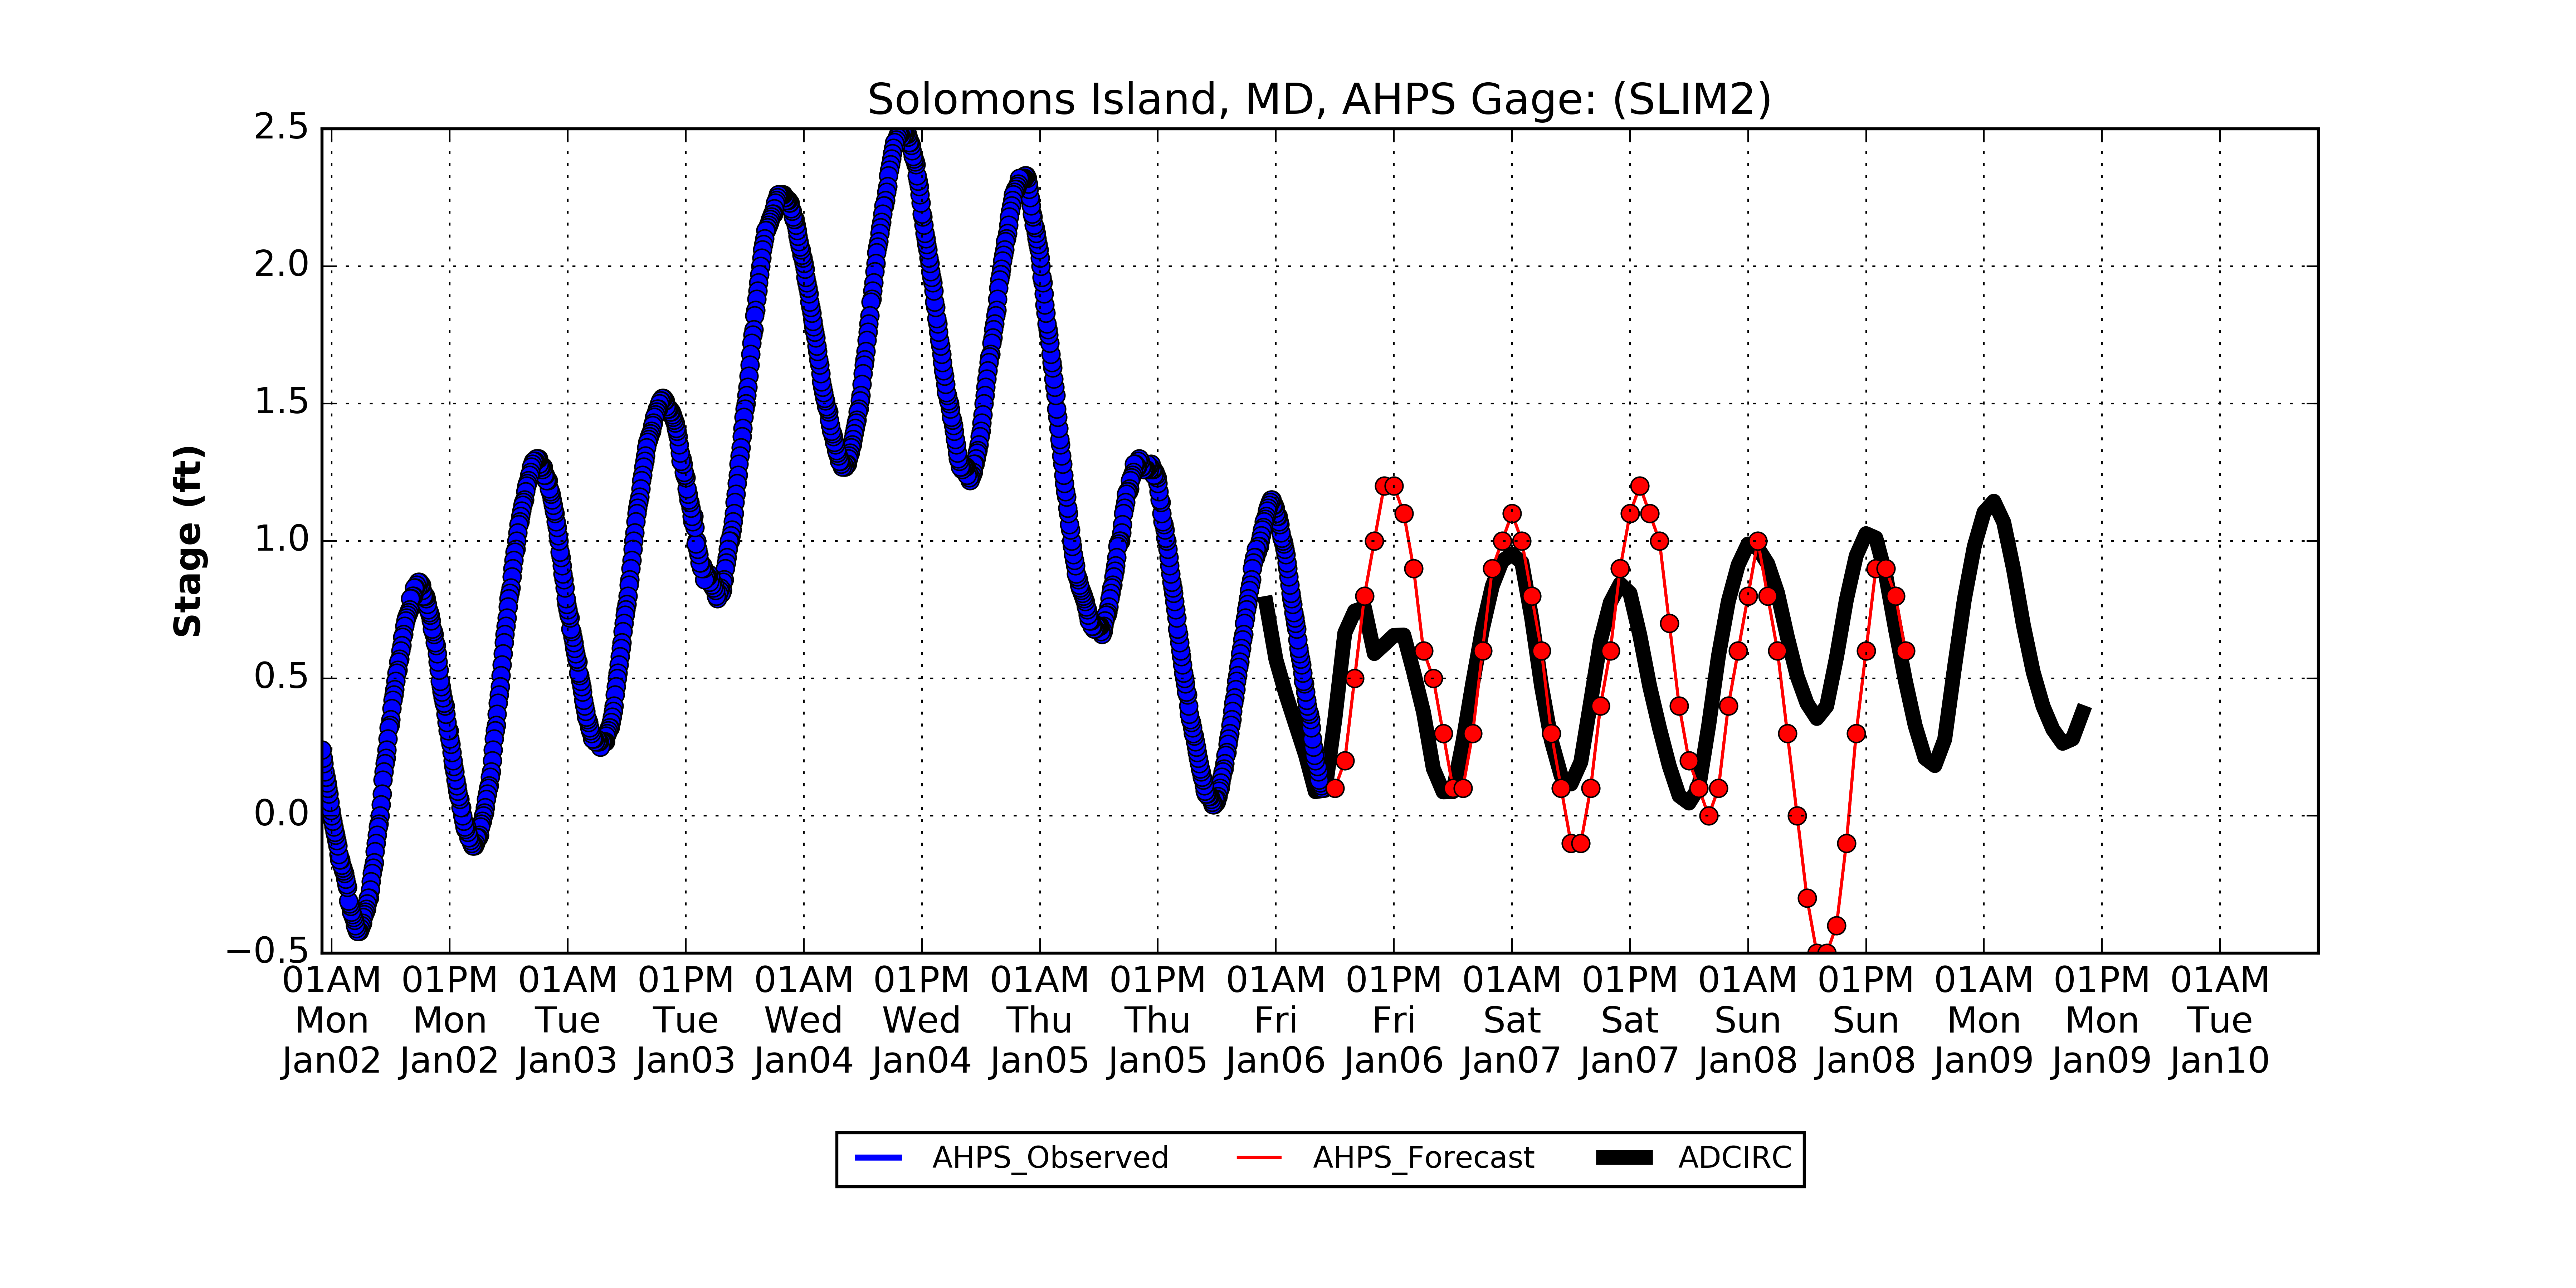 Solomons Island, MD, AHPS Gage: (SLIM2)
Stage (ft)
2.5
2.0
1.5
1.0
0.5
0.0
−0.5
01AM 01PM 01AM 01PM 01AM 01PM 01AM 01PM 01AM 01PM 01AM 01PM 01AM 01PM 01AM 01PM 01AM
Mon Mon Tue Tue Wed Wed Thu Thu Fri Fri Sat Sat Sun Sun Mon Mon Tue
Jan02 Jan02 Jan03 Jan03 Jan04 Jan04 Jan05 Jan05 Jan06 Jan06 Jan07 Jan07 Jan08 Jan08 Jan09 Jan09 Jan10
AHPS_Observed AHPS_Forecast ADCIRC